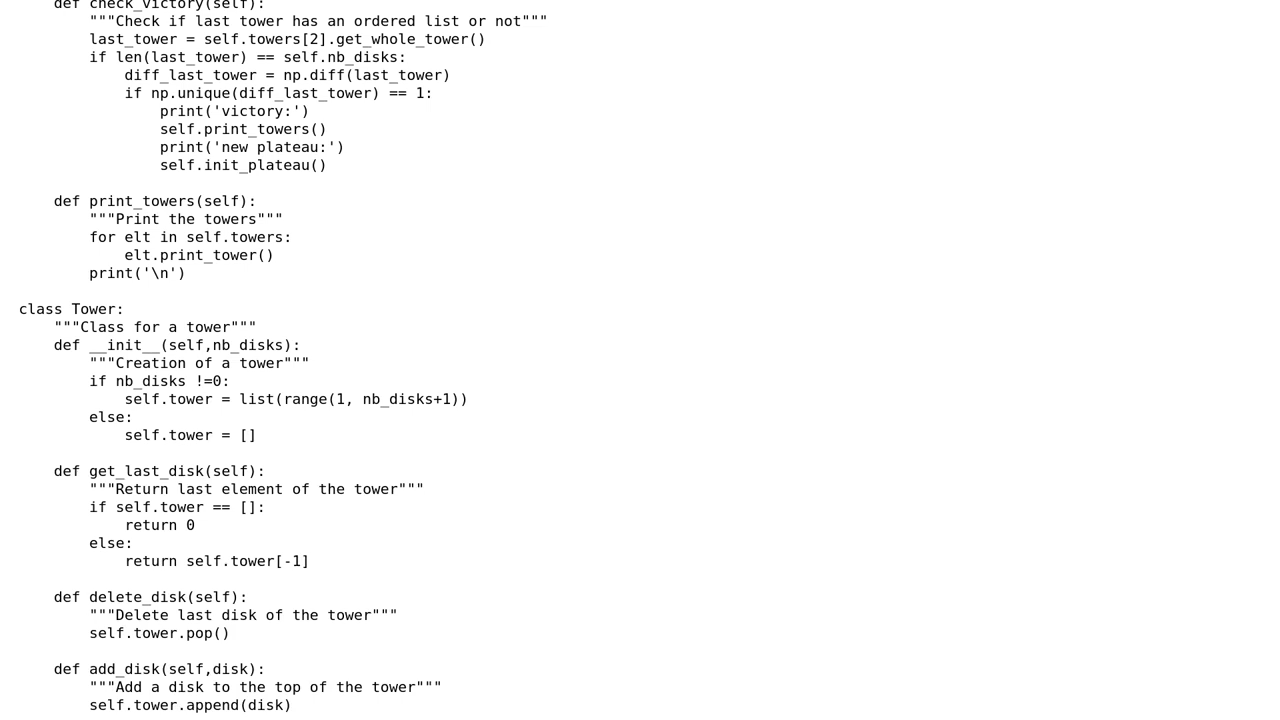 def check_victory(self):
        """Check if last tower has an ordered list or not"""
        last_tower = self.towers[2].get_whole_tower()
        if len(last_tower) == self.nb_disks:
            diff_last_tower = np.diff(last_tower)
            if np.unique(diff_last_tower) == 1:
                print('victory:')
                self.print_towers()
                print('new plateau:')
                self.init_plateau()

    def print_towers(self):
        """Print the towers"""
        for elt in self.towers:
            elt.print_tower()
        print('\n')

class Tower:
    """Class for a tower"""
    def __init__(self,nb_disks):
        """Creation of a tower"""
        if nb_disks !=0:
            self.tower = list(range(1, nb_disks+1))
        else:
            self.tower = []

    def get_last_disk(self):
        """Return last element of the tower"""
        if self.tower == []:
            return 0
        else:
            return self.tower[-1]

    def delete_disk(self):
        """Delete last disk of the tower"""
        self.tower.pop()

    def add_disk(self,disk):
        """Add a disk to the top of the tower"""
        self.tower.append(disk)